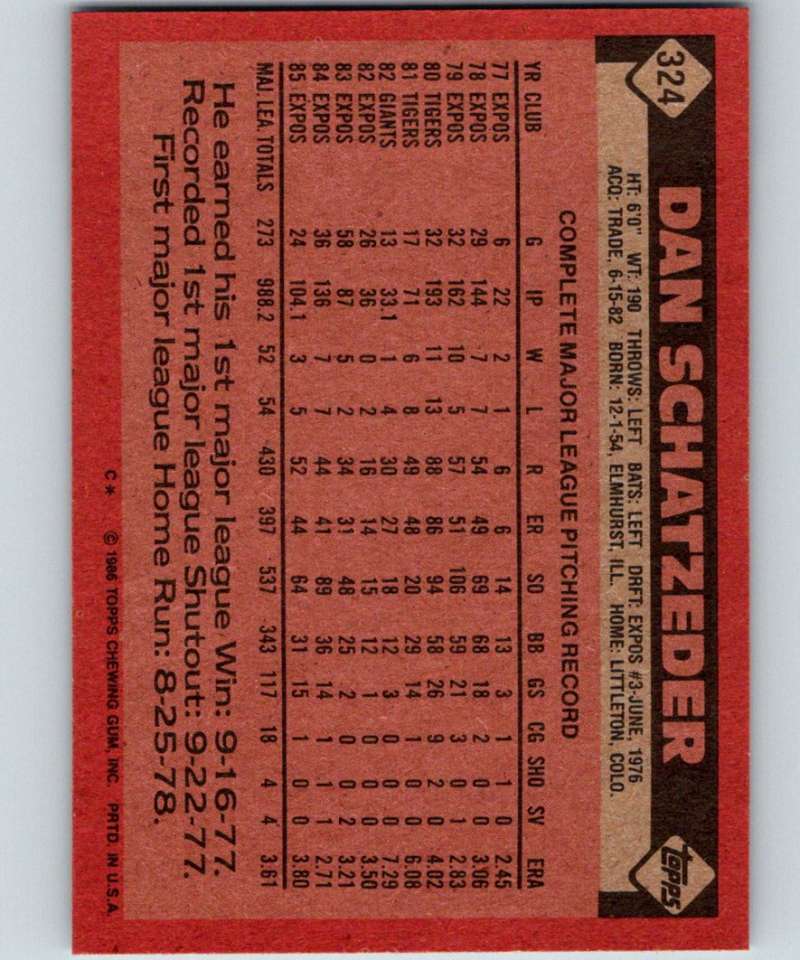 324
DAN SCHATZEDER
topps
HT: 6'0" WT: 190 THROWS: LEFT BATS: LEFT DRFT: EXPOS #3-JUNE, 1976
ACQ: TRADE, 6-15-82 BORN: 12-1-54, ELMHURST, ILL. HOME: LITTLETON, COLO.
COMPLETE MAJOR LEAGUE PITCHING RECORD
YR CLUB G IP W L R ER SO BB GS CG SHO SV ERA
77 EXPOS 6 22 2 1 6 6 14 13 3 1 1 0 2.45
78 EXPOS 29 144 7 7 54 49 69 68 18 2 0 0 3.06
79 EXPOS 32 162 10 5 57 51 106 59 21 3 0 1 2.83
80 TIGERS 32 193 11 13 88 86 94 58 26 9 2 0 4.02
81 TIGERS 17 71 6 8 49 48 20 29 14 1 0 0 6.08
82 GIANTS 13 33.1 1 4 30 27 18 12 3 0 0 0 7.29
82 EXPOS 26 36 0 2 16 14 15 12 1 0 0 0 3.50
83 EXPOS 58 87 5 2 34 31 48 25 2 0 0 2 3.21
84 EXPOS 36 136 7 7 44 41 89 36 14 1 1 1 2.71
85 EXPOS 24 104.1 3 5 52 44 64 31 15 1 0 0 3.80
MAJ. LEA. TOTALS 273 988.2 52 54 430 397 537 343 117 18 4 4 3.61
He earned his 1st major league Win: 9-16-77.
Recorded 1st major league Shutout: 9-22-77.
First major league Home Run: 8-25-78.
C* © 1986 TOPPS CHEWING GUM, INC. PRTD. IN U.S.A.